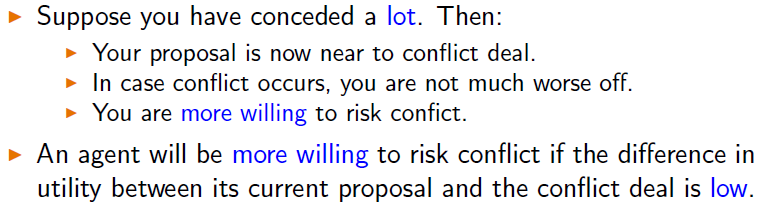 ▶ Suppose you have conceded a lot. Then:
▶ Your proposal is now near to conflict deal.
▶ In case conflict occurs, you are not much worse off.
▶ You are more willing to risk confict.
▶ An agent will be more willing to risk conflict if the difference in
utility between its current proposal and the conflict deal is low.